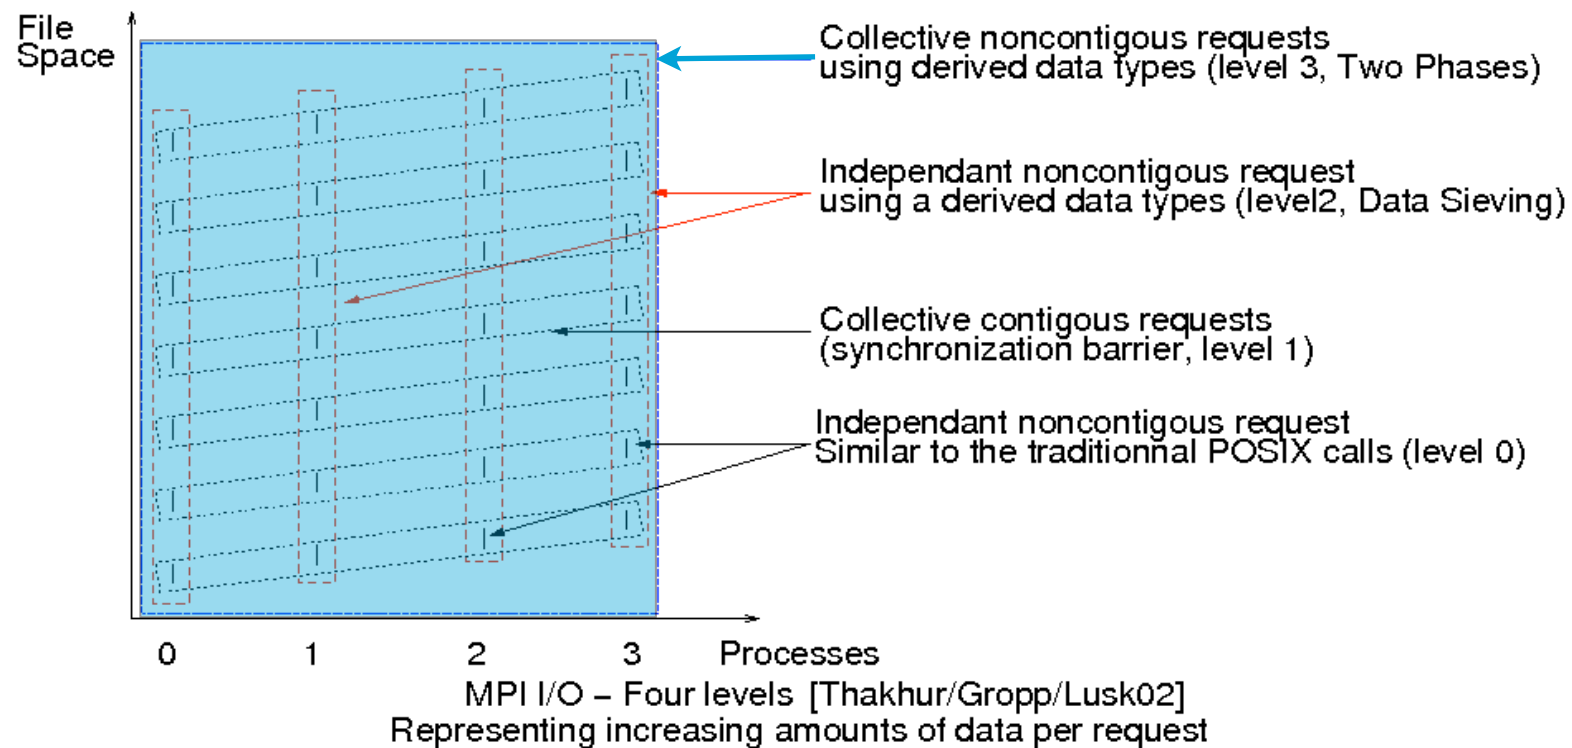 File
Space
Collective noncontigous requests
using derived data types (level 3, Two Phases)
Independant noncontigous request
using a derived data types (level2, Data Sieving)
Collective contigous requests
(synchronization barrier, level 1)
Independant noncontigous request
Similar to the traditionnal POSIX calls (level 0)
0 1 2 3 Processes
MPI I/O – Four levels [Thakhur/Gropp/Lusk02]
Representing increasing amounts of data per request